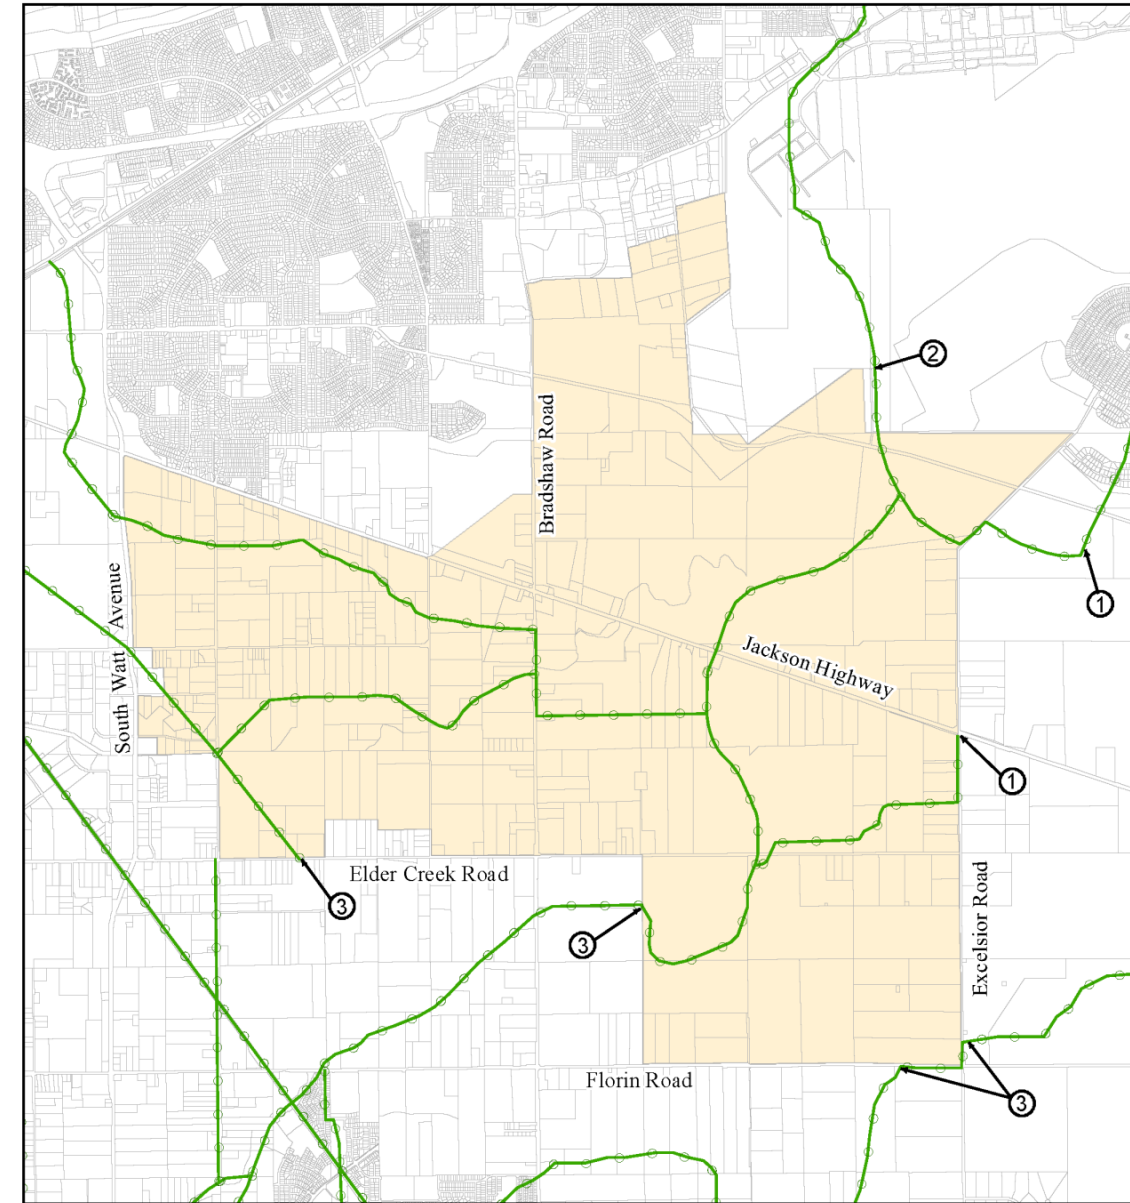 2
Bradshaw Road
1
South Watt Avenue
Jackson Highway
1
Elder Creek Road
3
3
Excelsior Road
Florin Road
3